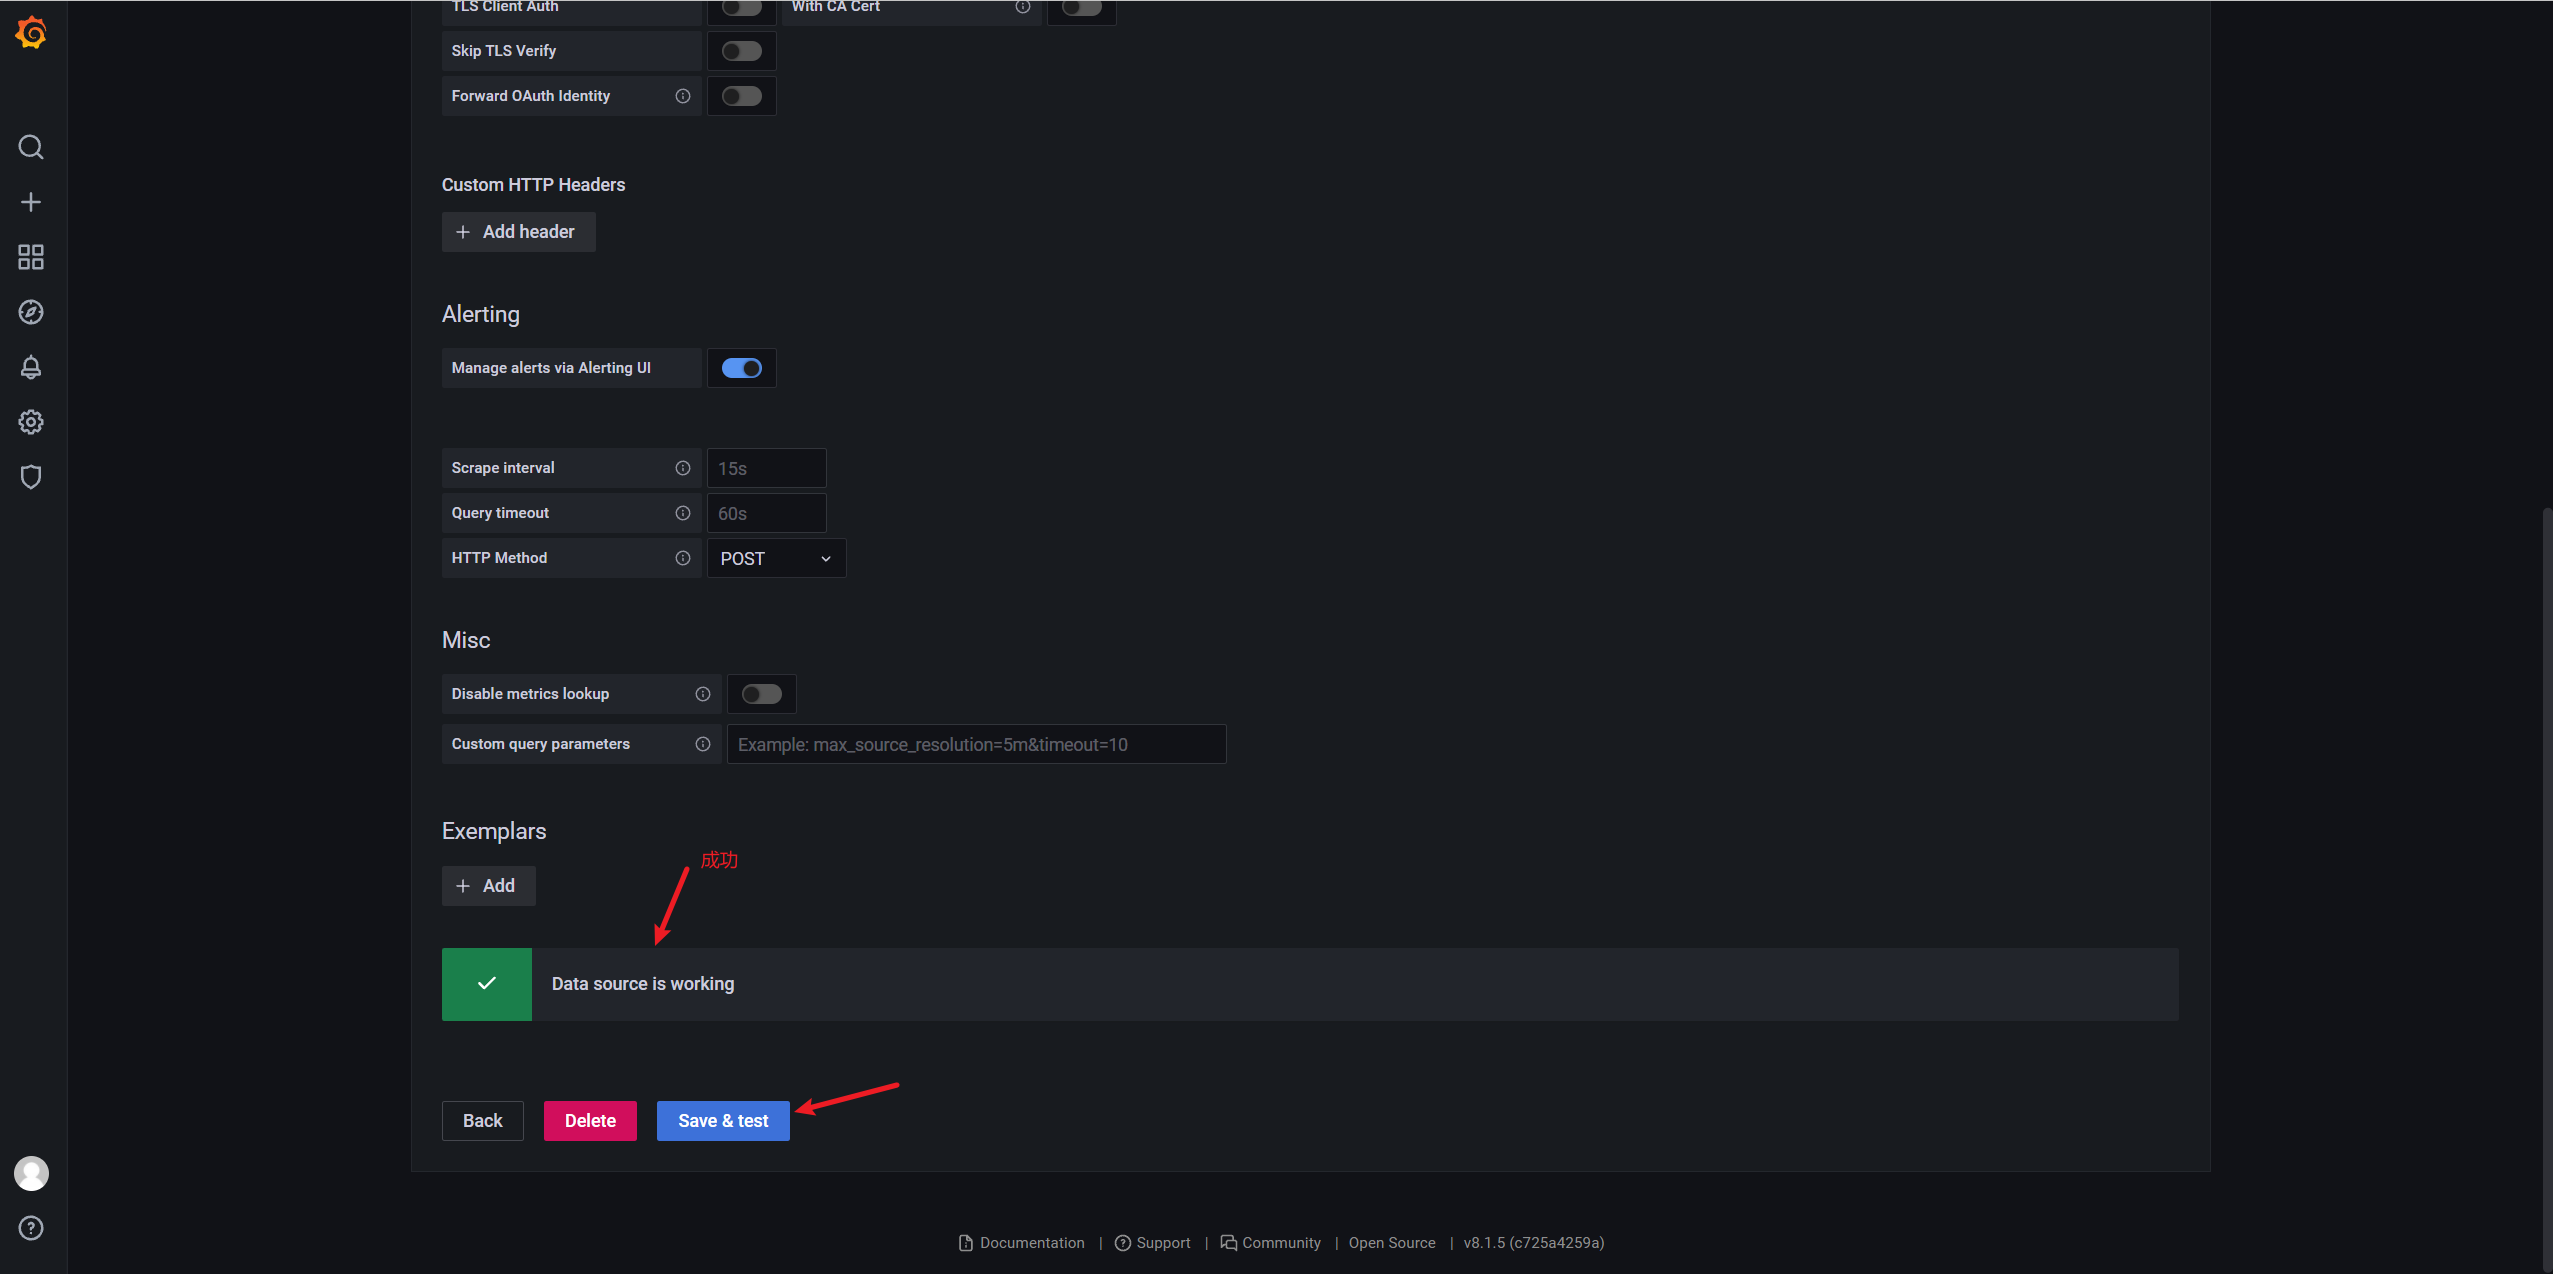 TLS Client Auth
With CA Cert
Skip TLS Verify
Forward OAuth Identity
Custom HTTP Headers
Add header
Alerting
Manage alerts via Alerting UI
Scrape interval
15s
Query timeout
60s
HTTP Method
POST
Misc
Disable metrics lookup
Custom query parameters
Example: max_source_resolution=5m&timeout=10
Exemplars
成功
Add
Data source is working
Back
Delete
Save & test
Documentation | Support | Community | Open Source | v8.1.5 (c725a4259a)